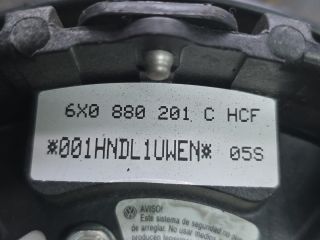 6X0 880 201 C HCF
*001HNDL1UWEN* 05S
AVISO!
Este sistema de seguridad no
de arreglar. No usar medios